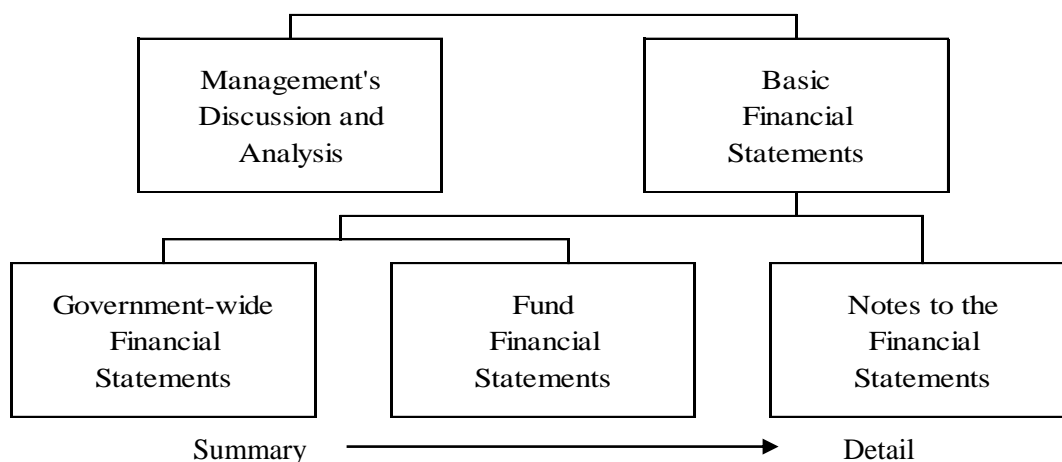 Management's
Discussion and
Analysis
Basic
Financial
Statements
Government-wide
Financial
Statements
Fund
Financial
Statements
Notes to the
Financial
Statements
Summary
Detail